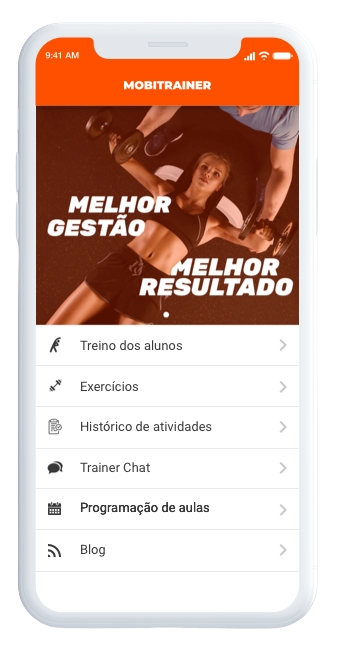 9:41 AM
MOBITRAINER
MELHOR
GESTÃO
MELHOR
RESULTADO
Treino dos alunos
Exercícios
Histórico de atividades
Trainer Chat
Programação de aulas
Blog